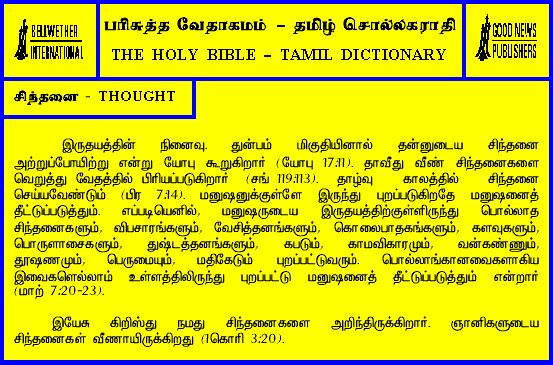 BELLWETHER
INTERNATIONAL
பரிசுத்த வேதாகமம் – தமிழ் சொல்லகராதி
THE HOLY BIBLE – TAMIL DICTIONARY
GOOD NEWS
PUBLISHERS
சிந்தனை - THOUGHT
இருதயத்தின் நினைவு. துன்பம் மிகுதியினால் தன்னுடைய சிந்தனை
அற்றுப்போயிற்று என்று யோபு கூறுகிறார் (யோபு 17:11). தாவீது வீண் சிந்தனைகளை
வெறுத்து வேதத்தில் பிரியப்படுகிறார் (சங் 119:113). தாழ்வு காலத்தில் சிந்தனை
செய்யவேண்டும் (பிர 7:14). மனுஷனுக்குள்ளே இருந்து புறப்படுகிறதே மனுஷனைத்
தீட்டுப்படுத்தும். எப்படியெனில், மனுஷருடைய இருதயத்திற்குள்ளிருந்து பொல்லாத
சிந்தனைகளும், விபசாரங்களும், வேசித்தனங்களும், கொலைபாதகங்களும், களவுகளும்,
பொருளாசைகளும், துஷ்டத்தனங்களும், கபடும், காமவிகாரமும், வன்கண்ணும்,
தூஷணமும், பெருமையும், மதிகேடும் புறப்பட்டுவரும். பொல்லாங்கானவைகளாகிய
இவைகளெல்லாம் உள்ளத்திலிருந்து புறப்பட்டு மனுஷனைத் தீட்டுப்படுத்தும் என்றார்
(மாற் 7:20-23).
இயேசு கிறிஸ்து நமது சிந்தனைகளை அறிந்திருக்கிறார். ஞானிகளுடைய
சிந்தனைகள் வீணாயிருக்கிறது (1கொரி 3:20).